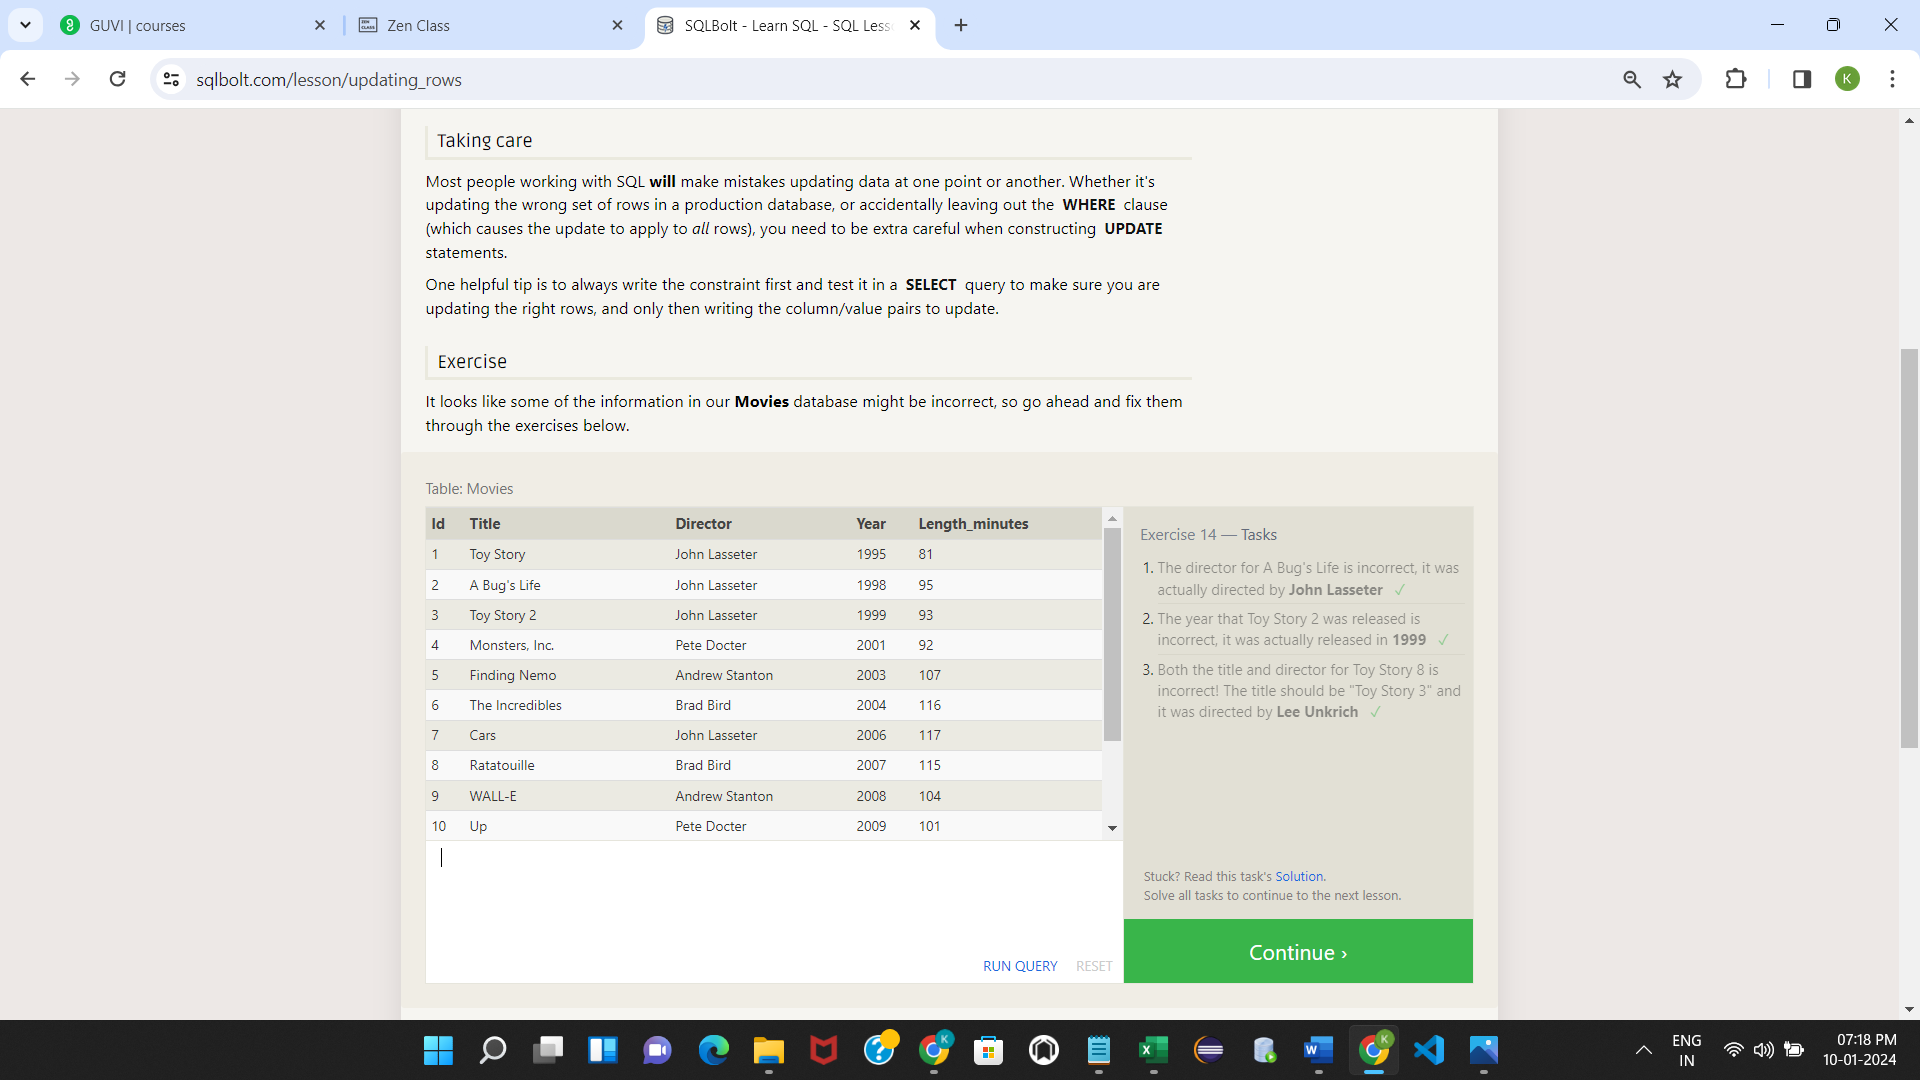 GUVI | courses
Zen Class
SQLBolt - Learn SQL - SQL Less
sqlbolt.com/lesson/updating_rows
K
Taking care
Most people working with SQL will make mistakes updating data at one point or another. Whether it's
updating the wrong set of rows in a production database, or accidentally leaving out the WHERE clause
(which causes the update to apply to all rows), you need to be extra careful when constructing UPDATE
statements.
One helpful tip is to always write the constraint first and test it in a SELECT query to make sure you are
updating the right rows, and only then writing the column/value pairs to update.
Exercise
It looks like some of the information in our Movies database might be incorrect, so go ahead and fix them
through the exercises below.
Table: Movies
Id Title Director Year Length_minutes
1 Toy Story John Lasseter 1995 81
2 A Bug's Life John Lasseter 1998 95
3 Toy Story 2 John Lasseter 1999 93
4 Monsters, Inc. Pete Docter 2001 92
5 Finding Nemo Andrew Stanton 2003 107
6 The Incredibles Brad Bird 2004 116
7 Cars John Lasseter 2006 117
8 Ratatouille Brad Bird 2007 115
9 WALL-E Andrew Stanton 2008 104
10 Up Pete Docter 2009 101
RUN QUERY RESET
Exercise 14 — Tasks
1. The director for A Bug's Life is incorrect, it was
actually directed by John Lasseter ✓
2. The year that Toy Story 2 was released is
incorrect, it was actually released in 1999 ✓
3. Both the title and director for Toy Story 8 is
incorrect! The title should be "Toy Story 3" and
it was directed by Lee Unkrich ✓
Stuck? Read this task's Solution.
Solve all tasks to continue to the next lesson.
Continue ›
ENG
IN
07:18 PM
10-01-2024